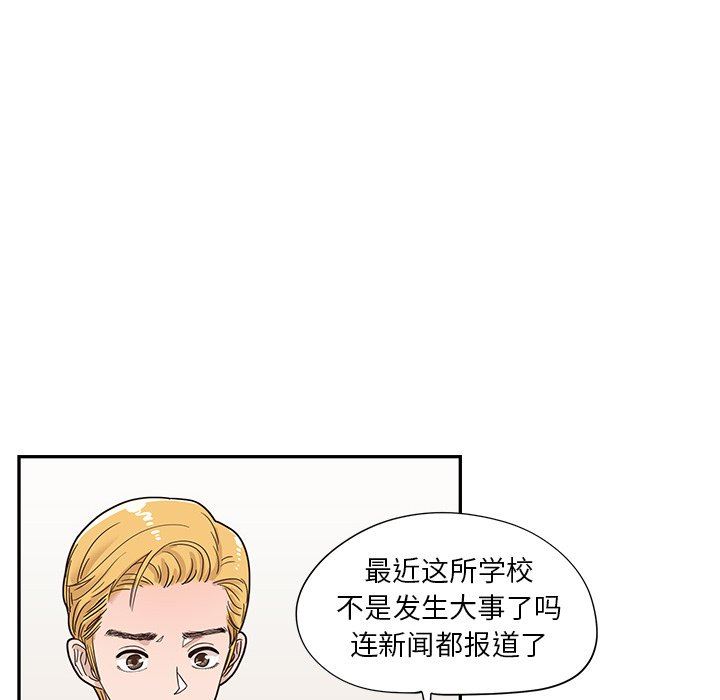 最近这所学校
不是发生大事了吗
连新闻都报道了